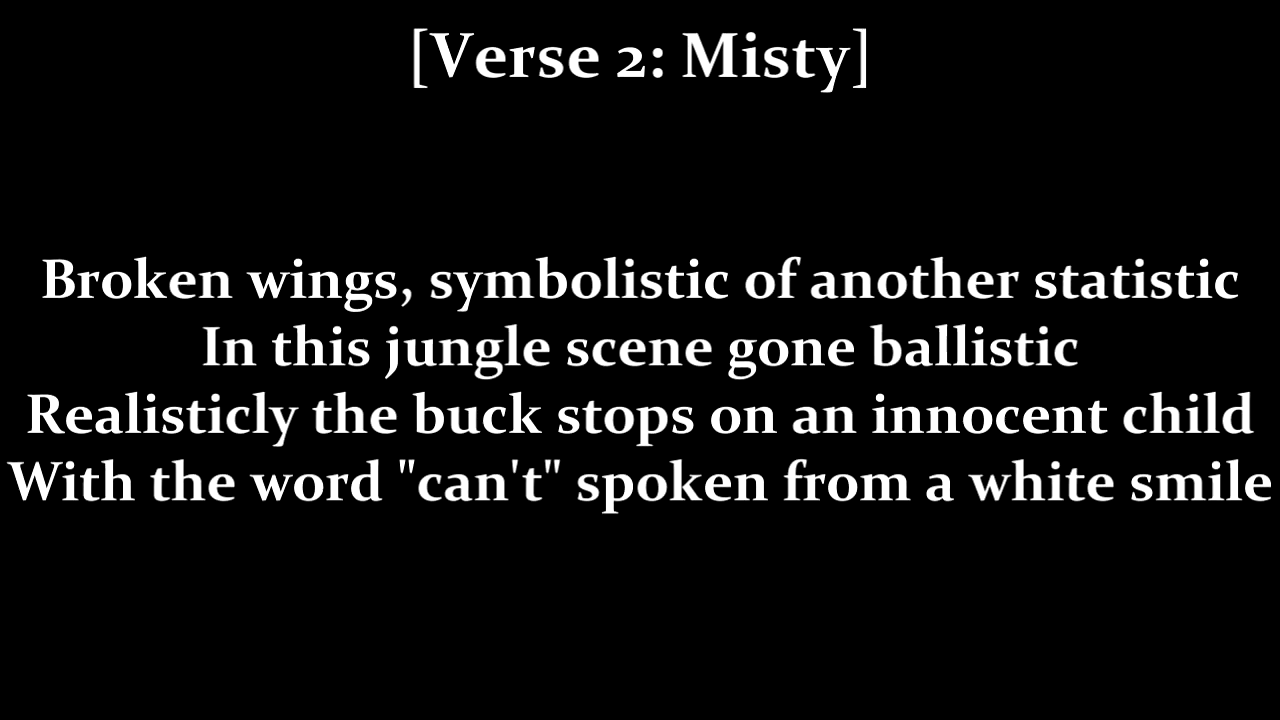 [Verse 2: Misty]
Broken wings, symbolistic of another statistic
In this jungle scene gone ballistic
Realisticly the buck stops on an innocent child
With the word "can't" spoken from a white smile